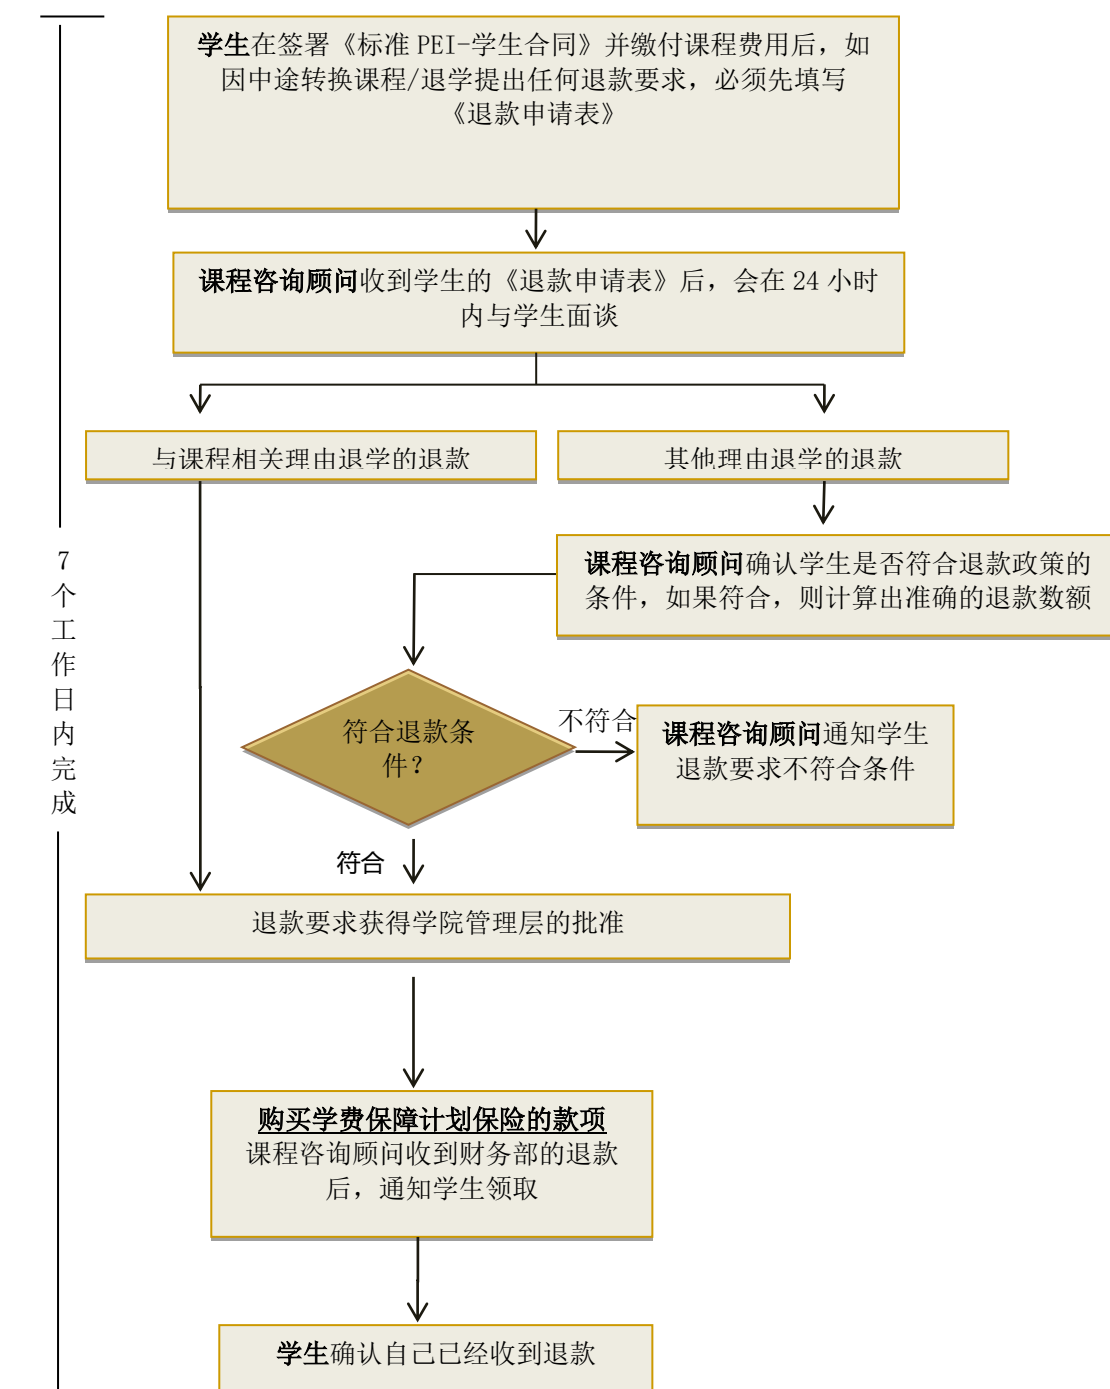 学生在签署《标准 PEI-学生合同》并缴付课程费用后，如
因中途转换课程/退学提出任何退款要求，必须先填写
《退款申请表》
课程咨询顾问收到学生的《退款申请表》后，会在 24 小时
内与学生面谈
与课程相关理由退学的退款
其他理由退学的退款
课程咨询顾问确认学生是否符合退款政策的
条件，如果符合，则计算出准确的退款数额
7
个
工
作
日
内
完
成
符合退款条
件？
不符合
课程咨询顾问通知学生
退款要求不符合条件
符合
退款要求获得学院管理层的批准
购买学费保障计划保险的款项
课程咨询顾问收到财务部的退款
后，通知学生领取
学生确认自己已经收到退款